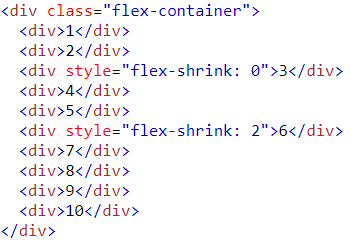 <div class="flex-container">
  <div>1</div>
  <div>2</div>
  <div style="flex-shrink: 0">3</div>
  <div>4</div>
  <div>5</div>
  <div style="flex-shrink: 2">6</div>
  <div>7</div>
  <div>8</div>
  <div>9</div>
  <div>10</div>
</div>